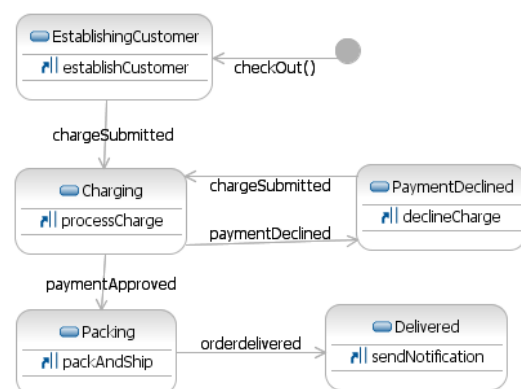 EstablishingCustomer
establishCustomer
checkOut()
chargeSubmitted
Charging
processCharge
chargeSubmitted
PaymentDeclined
declineCharge
paymentDeclined
paymentApproved
Packing
packAndShip
orderdelivered
Delivered
sendNotification